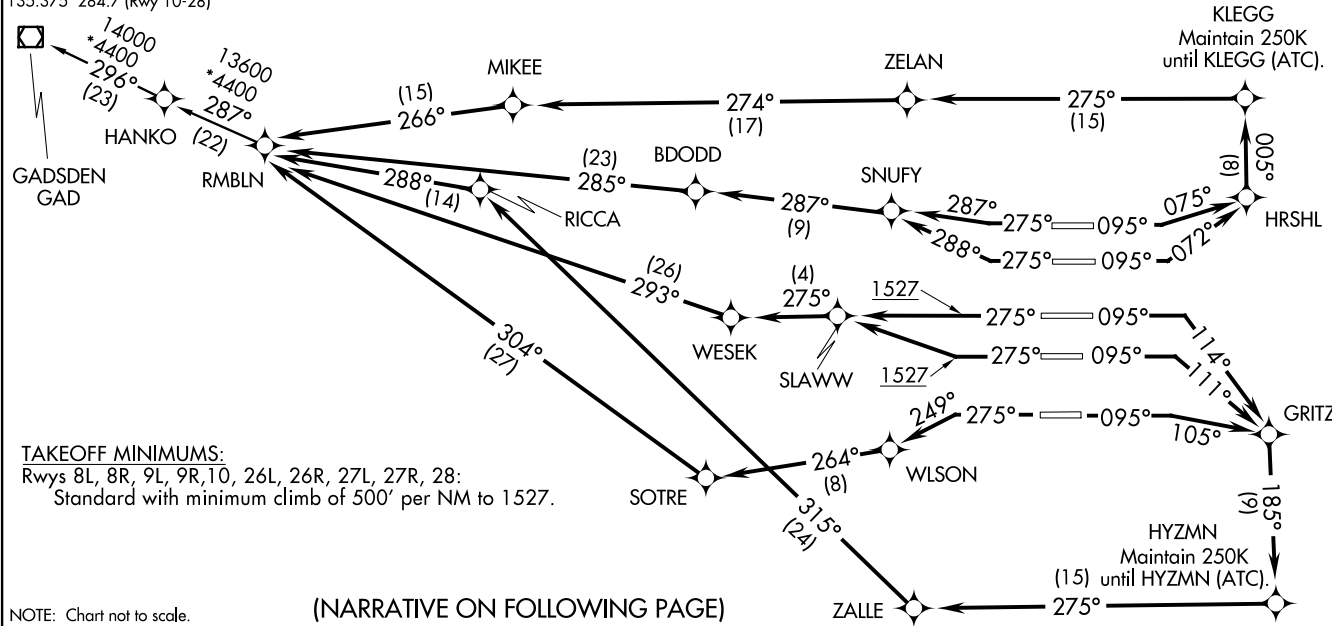 135.375 284.7 (Rwy 10-28)
14000
*4400
296°
(23)
GADSDEN
GAD
HANKO
13600
*4400
287°
(22)
RMBLN
(15)
266°
MIKEE
274°
(17)
ZELAN
275°
(15)
KLEGG
Maintain 250K
until KLEGG (ATC).
005°
(8)
HRSHL
(23)
285°
BDODD
287°
(9)
SNUFY
287°
275°
095°
075°
288°
275°
095°
072°
288°
(14)
RICCA
(26)
293°
WESEK
(4)
275°
SLAWW
1527
275°
095°
114°
1527
275°
095°
111°
249°
275°
095°
105°
GRITZ
304°
(27)
SOTRE
264°
(8)
WLSON
315°
(24)
185°
(9)
HYZMN
Maintain 250K
until HYZMN (ATC).
(15)
275°
ZALLE
TAKEOFF MINIMUMS:
Rwys 8L, 8R, 9L, 9R,10, 26L, 26R, 27L, 27R, 28:
Standard with minimum climb of 500' per NM to 1527.
NOTE: Chart not to scale.
(NARRATIVE ON FOLLOWING PAGE)